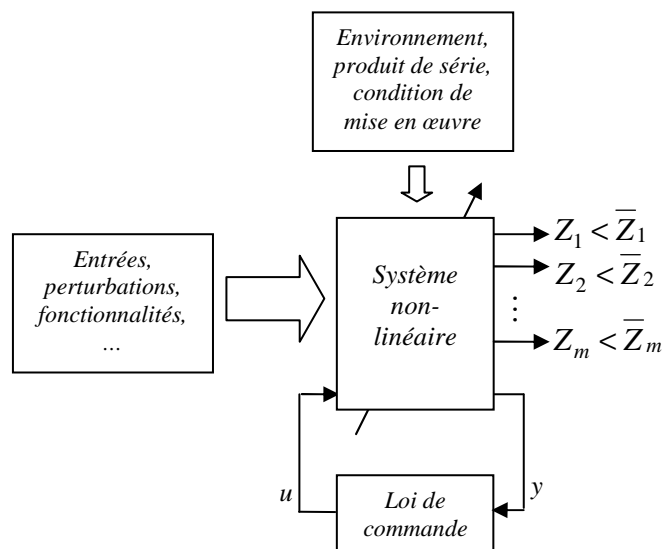 Environnement,
produit de série,
condition de
mise en œuvre
Entrées,
perturbations,
fonctionnalités,
…
Système
non-
linéaire
Z₁ < Z̅₁
Z₂ < Z̅₂
⋮
Zₘ < Z̅ₘ
u
y
Loi de
commande